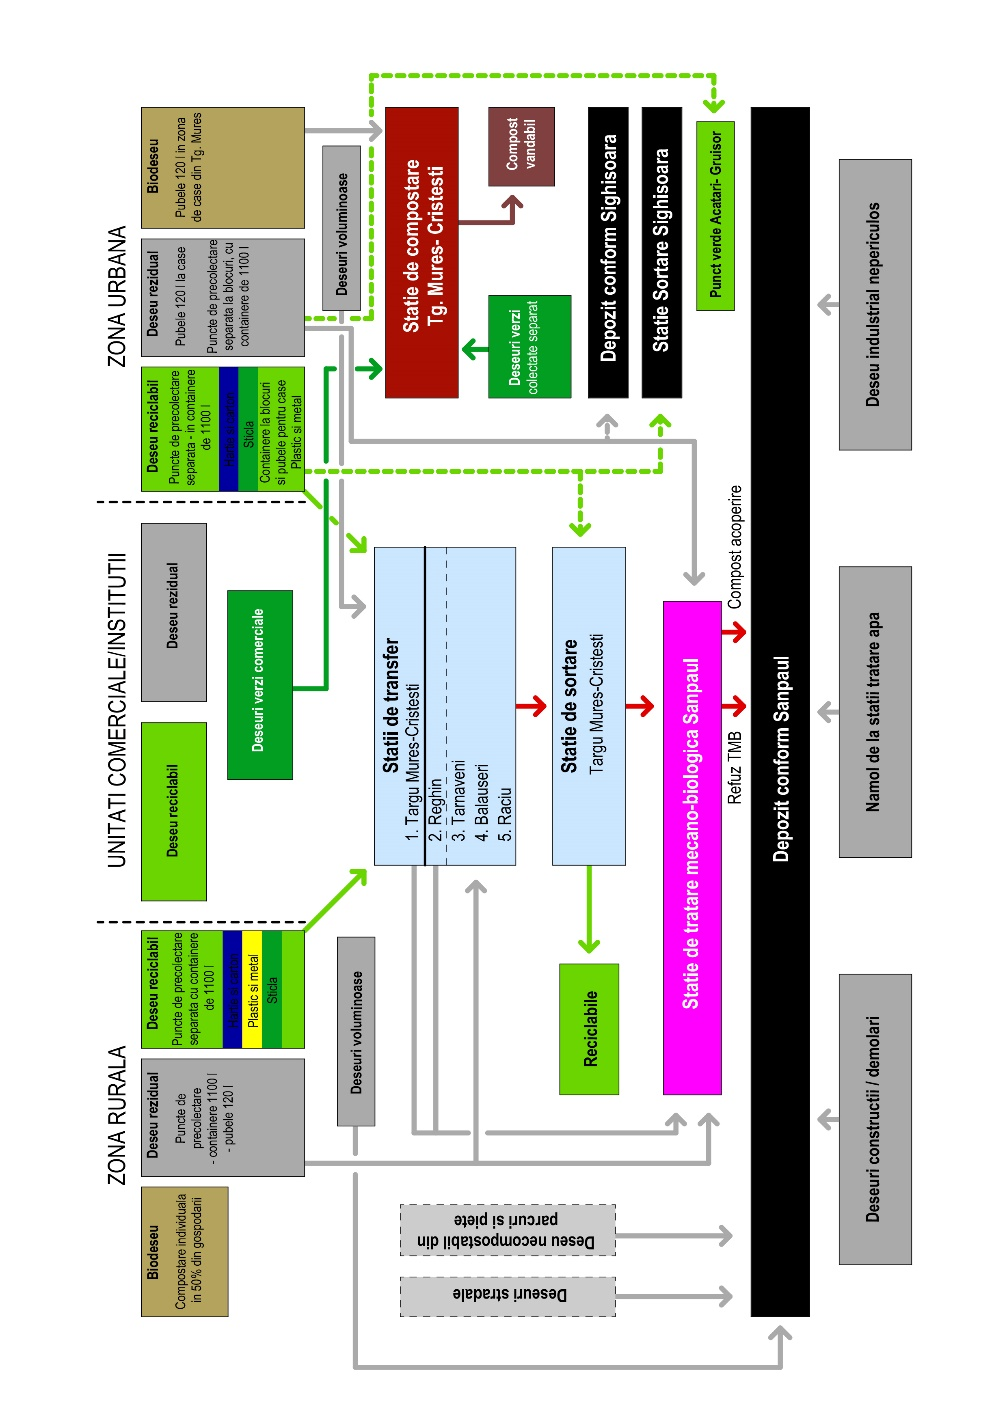 ZONA RURALA
UNITATI COMERCIALE/INSTITUTII
ZONA URBANA
Biodeseu
Compostare individuala
in 50% din gospodarii
Deseu rezidual
Puncte de
precolectare
- containere 1100 l
- pubele 120 l
Deseu reciclabil
Puncte de precolectare
separata cu containere
de 1100 l
Hartie si carton
Plastic si metal
Sticla
Deseu reciclabil
Deseu rezidual
Deseuri verzi comerciale
Deseu reciclabil
Puncte de precolectare
separata - in containere
de 1100 l
Hartie si carton
Sticla
Containere la blocuri
si pubele pentru case
Plastic si metal
Deseu rezidual
Pubele 120 l la case
Puncte de precolectare
separata la blocuri, cu
containere de 1100 l
Biodeseu
Pubele 120 l in zona
de case din Tg. Mures
Deseuri voluminoase
Deseuri voluminoase
Statii de transfer
1. Targu Mures-Cristesti
2. Reghin
3. Tarnaveni
4. Balauseri
5. Raciu
Statie de compostare
Tg. Mures- Cristesti
Compost
vandabil
Deseuri verzi
colectate separat
Deseu necompostabil din
parcuri si piete
Deseuri stradale
Reciclabile
Statie de sortare
Targu Mures-Cristesti
Depozit conform Sighisoara
Statie Sortare Sighisoara
Punct verde Acatari- Gruisor
Statie de tratare mecano-biologica Sanpaul
Refuz TMB
Compost acoperire
Depozit conform Sanpaul
Deseuri constructii / demolari
Namol de la statii tratare apa
Deseu indulstrial nepericulos